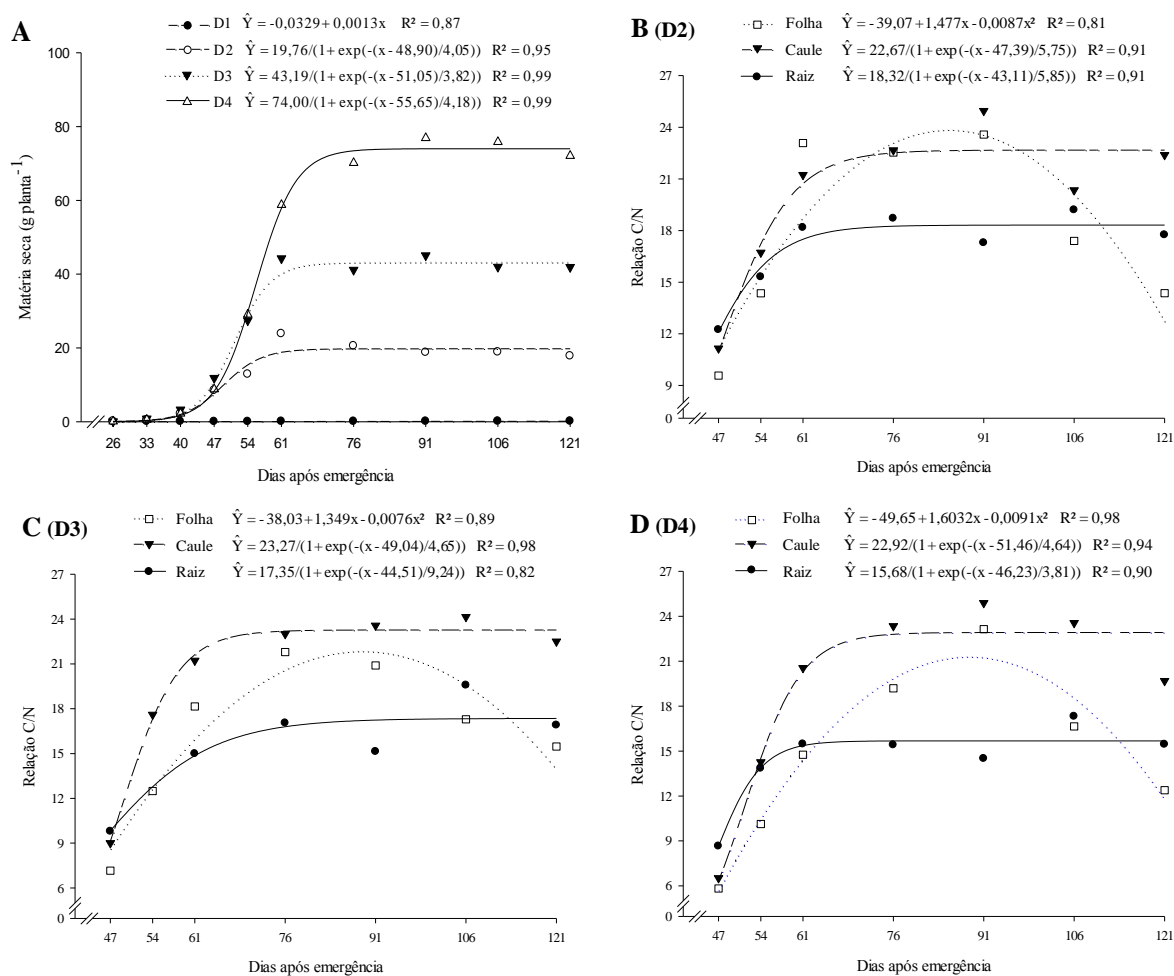 A
D1 Ŷ = -0,0329 + 0,0013x R² = 0,87
D2 Ŷ = 19,76/(1+ exp(-(x - 48,90)/4,05)) R² = 0,95
D3 Ŷ = 43,19/(1+ exp(-(x - 51,05)/3,82)) R² = 0,99
D4 Ŷ = 74,00/(1+ exp(-(x - 55,65)/4,18)) R² = 0,99
Matéria seca (g planta⁻¹)
100
80
60
40
20
0
26 33 40 47 54 61 76 91 106 121
Dias após emergência
B (D2)
Folha Ŷ = -39,07 + 1,477x - 0,0087x² R² = 0,81
Caule Ŷ = 22,67/(1+ exp(-(x - 47,39)/5,75)) R² = 0,91
Raiz Ŷ = 18,32/(1+ exp(-(x - 43,11)/5,85)) R² = 0,91
Relação C/N
27
24
21
18
15
12
9
0
47 54 61 76 91 106 121
Dias após emergência
C (D3)
Folha Ŷ = - 38,03 + 1,349x - 0,0076x² R² = 0,89
Caule Ŷ = 23,27/(1+ exp(-(x - 49,04)/4,65)) R² = 0,98
Raiz Ŷ = 17,35/(1+ exp(-(x - 44,51)/9,24)) R² = 0,82
Relação C/N
27
24
21
18
15
12
9
6
0
47 54 61 76 91 106 121
Dias após emergência
D (D4)
Folha Ŷ = -49,65 + 1,6032x - 0,0091x² R² = 0,98
Caule Ŷ = 22,92/(1+ exp(-(x - 51,46)/4,64)) R² = 0,94
Raiz Ŷ = 15,68/(1+ exp(-(x - 46,23)/3,81)) R² = 0,90
Relação C/N
27
24
21
18
15
12
9
6
0
47 54 61 76 91 106 121
Dias após emergência